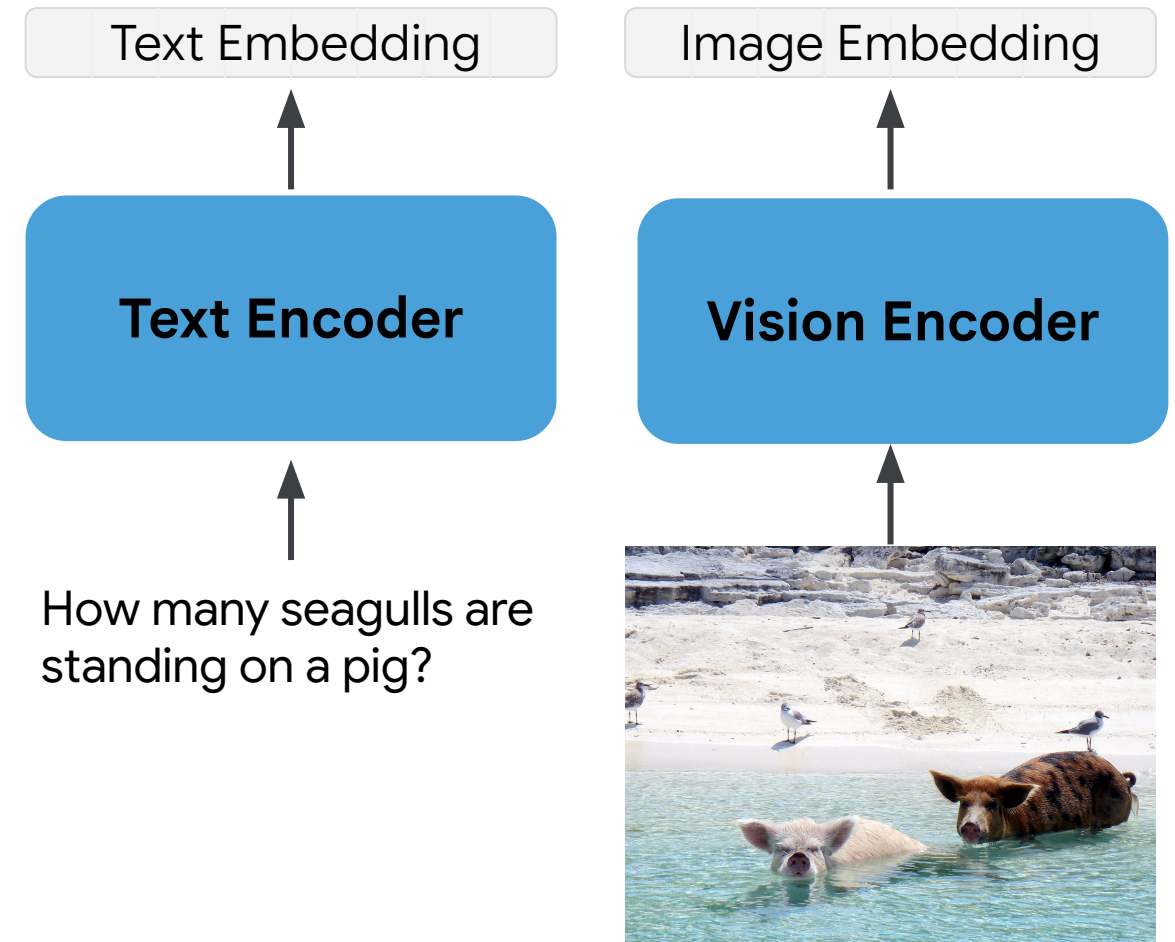 Text Embedding
Image Embedding
Text Encoder
Vision Encoder
How many seagulls are
standing on a pig?